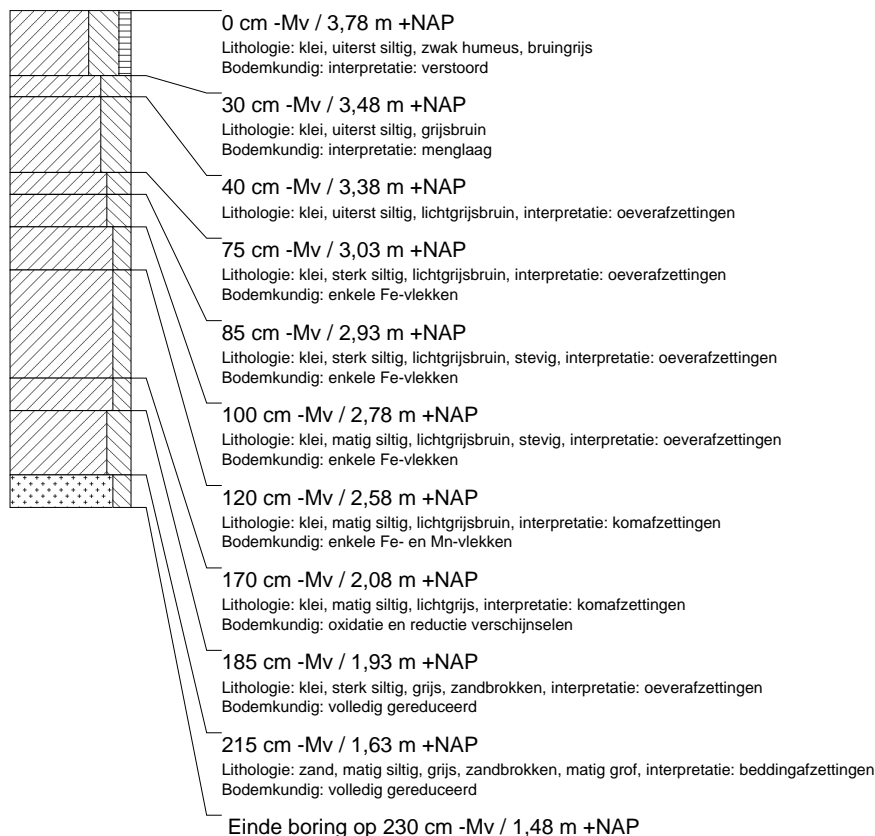 0 cm -Mv / 3,78 m +NAP
Lithologie: klei, uiterst siltig, zwak humeus, bruingrijs
Bodemkundig: interpretatie: verstoord
30 cm -Mv / 3,48 m +NAP
Lithologie: klei, uiterst siltig, grijsbruin
Bodemkundig: interpretatie: menglaag
40 cm -Mv / 3,38 m +NAP
Lithologie: klei, uiterst siltig, lichtgrijsbruin, interpretatie: oeverafzettingen
75 cm -Mv / 3,03 m +NAP
Lithologie: klei, sterk siltig, lichtgrijsbruin, interpretatie: oeverafzettingen
Bodemkundig: enkele Fe-vlekken
85 cm -Mv / 2,93 m +NAP
Lithologie: klei, sterk siltig, lichtgrijsbruin, stevig, interpretatie: oeverafzettingen
Bodemkundig: enkele Fe-vlekken
100 cm -Mv / 2,78 m +NAP
Lithologie: klei, matig siltig, lichtgrijsbruin, stevig, interpretatie: oeverafzettingen
Bodemkundig: enkele Fe-vlekken
120 cm -Mv / 2,58 m +NAP
Lithologie: klei, matig siltig, lichtgrijsbruin, interpretatie: komafzettingen
Bodemkundig: enkele Fe- en Mn-vlekken
170 cm -Mv / 2,08 m +NAP
Lithologie: klei, matig siltig, lichtgrijs, interpretatie: komafzettingen
Bodemkundig: oxidatie en reductie verschijnselen
185 cm -Mv / 1,93 m +NAP
Lithologie: klei, sterk siltig, grijs, zandbrokken, interpretatie: oeverafzettingen
Bodemkundig: volledig gereduceerd
215 cm -Mv / 1,63 m +NAP
Lithologie: zand, matig siltig, grijs, zandbrokken, matig grof, interpretatie: beddingafzettingen
Bodemkundig: volledig gereduceerd
Einde boring op 230 cm -Mv / 1,48 m +NAP